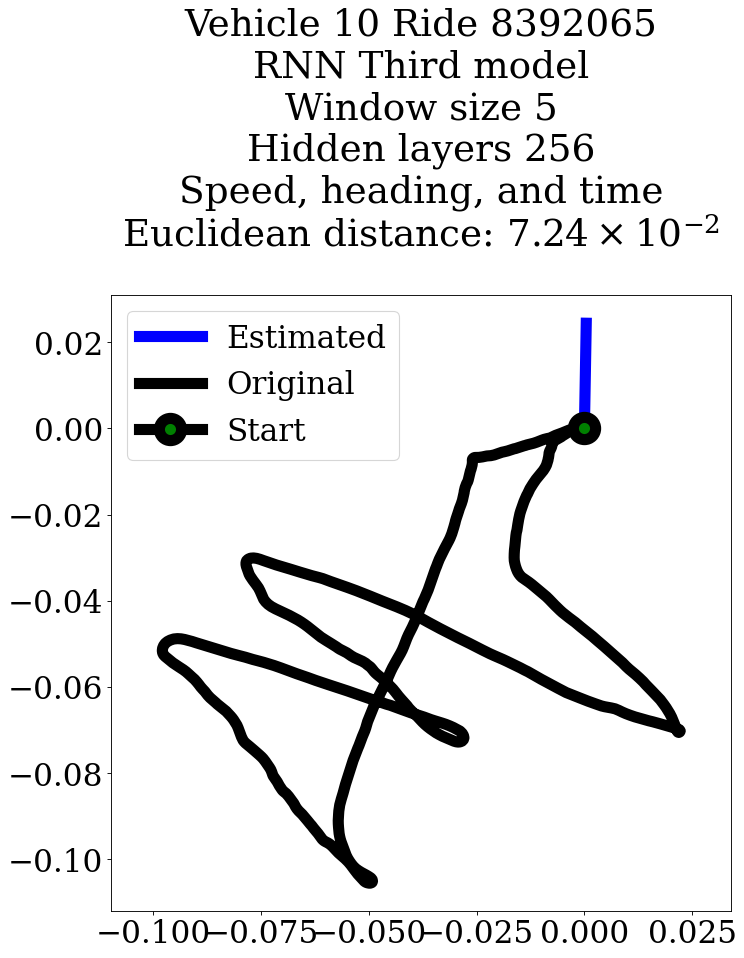 Vehicle 10 Ride 8392065
RNN Third model
Window size 5
Hidden layers 256
Speed, heading, and time
Euclidean distance: 7.24 × 10⁻²
Estimated
Original
Start
0.02
0.00
−0.02
−0.04
−0.06
−0.08
−0.10
−0.100 −0.075 −0.050 −0.025 0.000 0.025